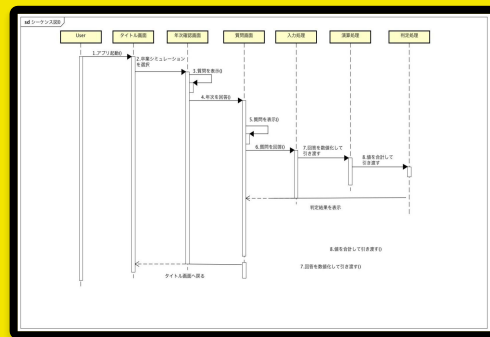 sd シーケンス図0
User
タイトル画面
年次確認画面
質問画面
入力処理
演算処理
判定処理
1.アプリ起動()
2.卒業シミュレーション
を選択
3.質問を表示()
4.年次を回答()
5.質問を表示()
6.質問を回答()
7.回答を数値化して
引き渡す
8.値を合計して
引き渡す
判定結果を表示
8.値を合計して引き渡す()
7.回答を数値化して引き渡す()
タイトル画面へ戻る